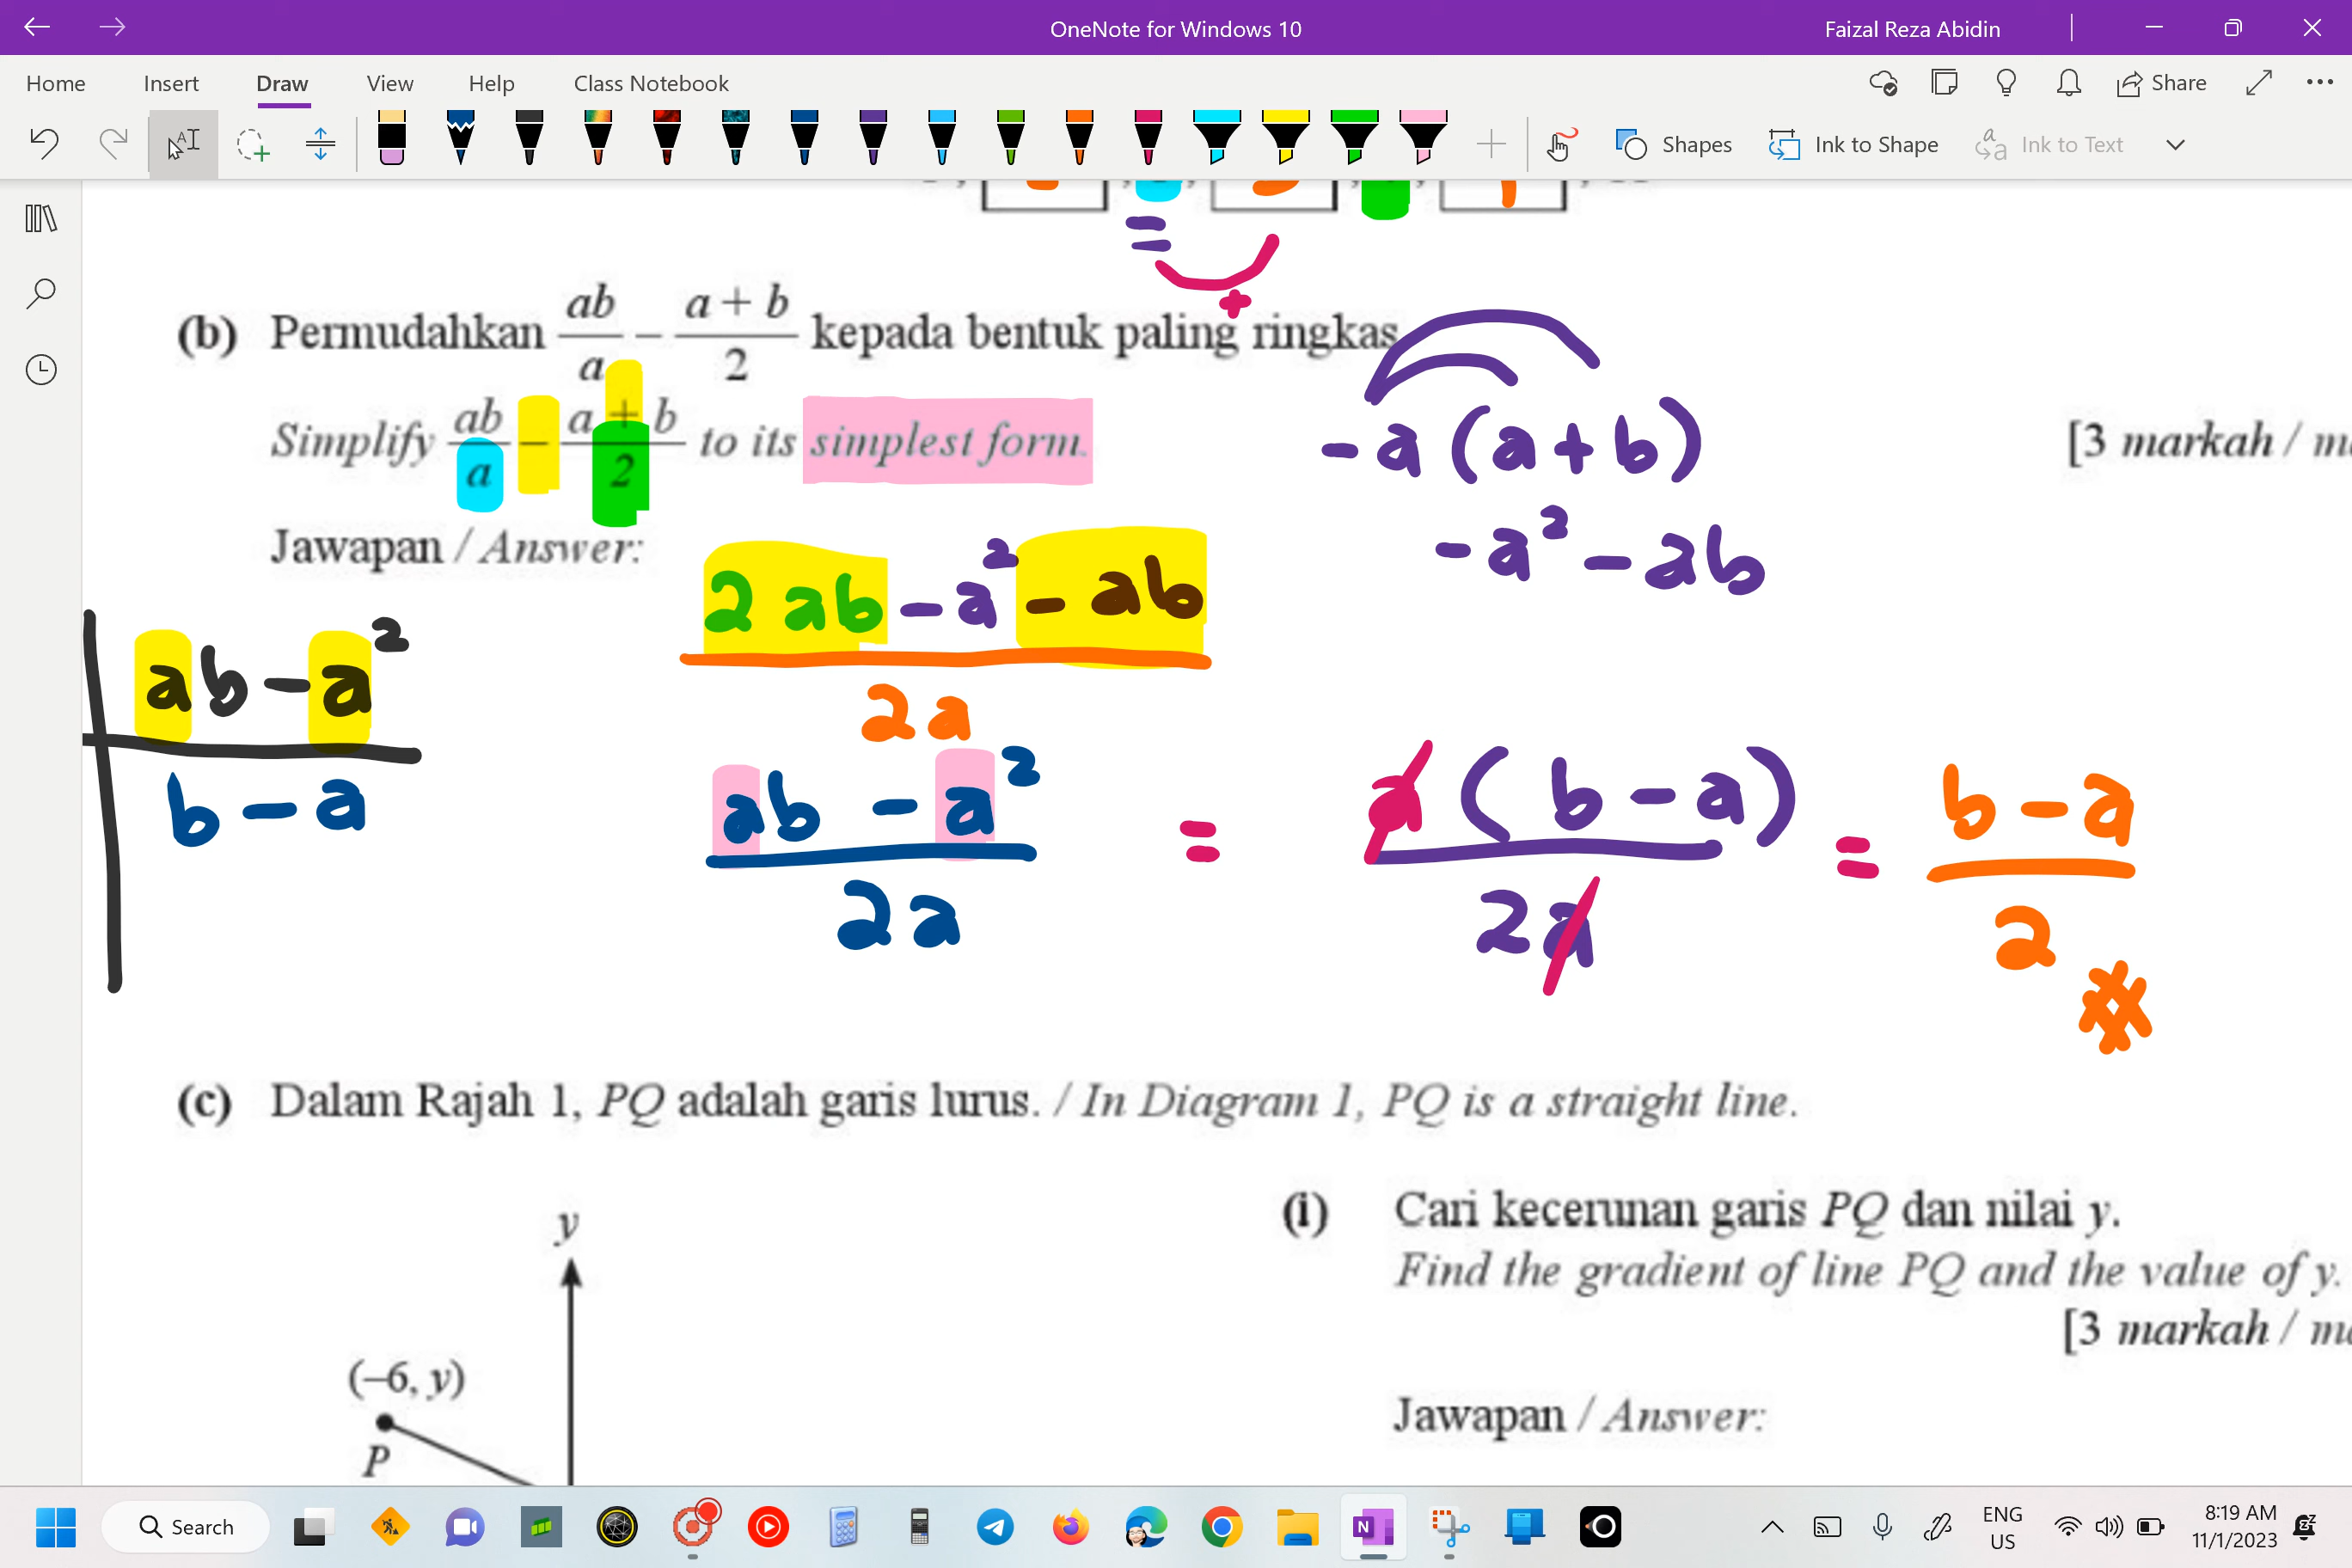 OneNote for Windows 10
Faizal Reza Abidin
Home Insert Draw View Help Class Notebook Share
Shapes Ink to Shape Ink to Text
(b) Permudahkan ab/a − a + b/2 kepada bentuk paling ringkas
Simplify ab/a − a + b/2 to its simplest form.
[3 markah /
-a(a+b)
-a² - ab
Jawapan / Answer:
2ab - a² - ab
2a
ab - a²
b - a
ab - a² / 2a = a(b - a) / 2a = b - a / 2
(c) Dalam Rajah 1, PQ adalah garis lurus. / In Diagram 1, PQ is a straight line.
(i) Cari kecerunan garis PQ dan nilai y.
Find the gradient of line PQ and the value of y.
[3 markah /
Jawapan / Answer:
y
(–6, y)
P
Search
ENG
US
8:19 AM
11/1/2023